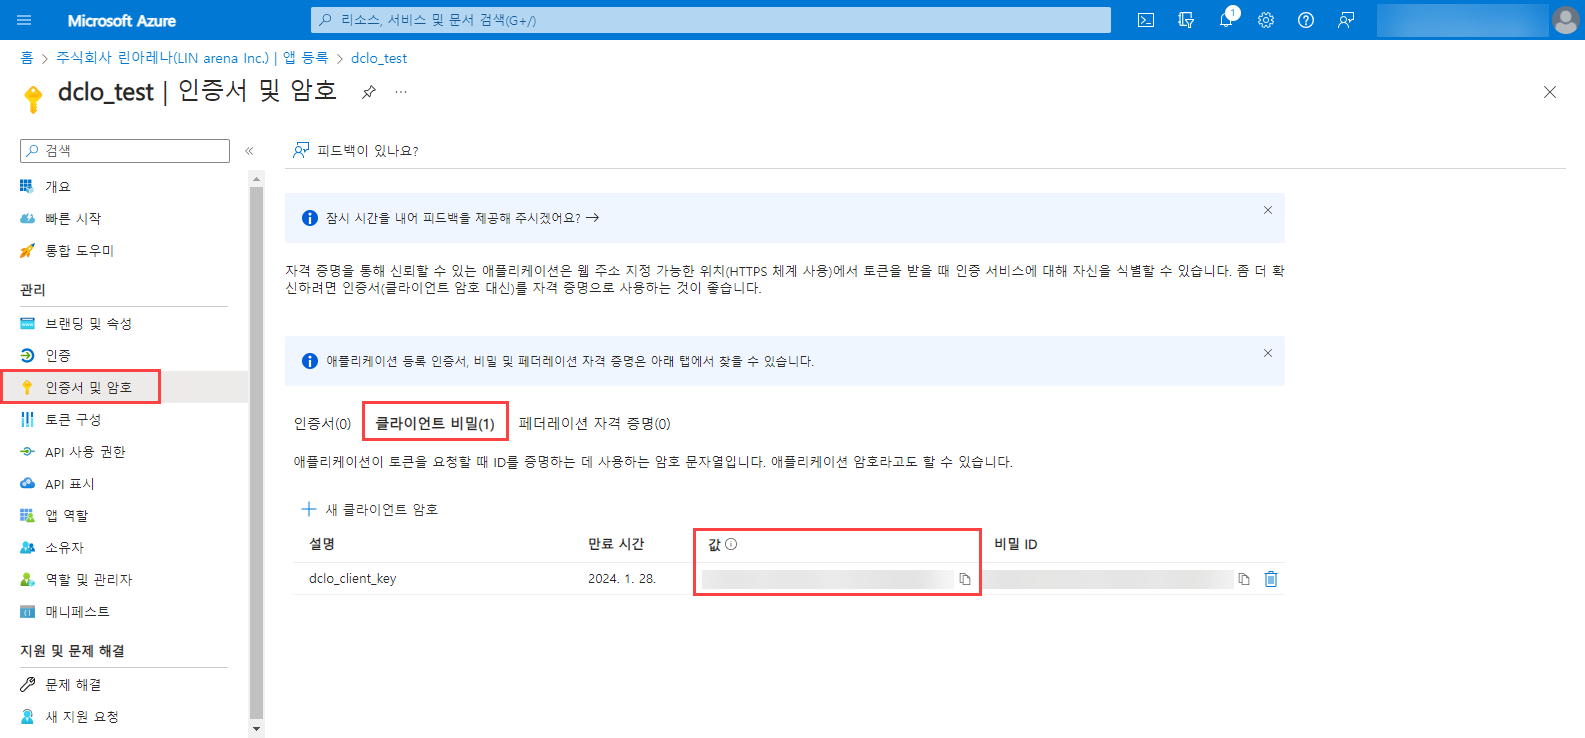 Microsoft Azure
리소스, 서비스 및 문서 검색(G+/)
1
홈 > 주식회사 린아레나(LIN arena Inc.) | 앱 등록 > dclo_test
dclo_test | 인증서 및 암호
검색
개요
빠른 시작
통합 도우미
관리
브랜딩 및 속성
인증
인증서 및 암호
토큰 구성
API 사용 권한
API 표시
앱 역할
소유자
역할 및 관리자
매니페스트
지원 및 문제 해결
문제 해결
새 지원 요청
피드백이 있나요?
잠시 시간을 내어 피드백을 제공해 주시겠어요? →
자격 증명을 통해 신뢰할 수 있는 애플리케이션은 웹 주소 지정 가능한 위치(HTTPS 체계 사용)에서 토큰을 받을 때 인증 서비스에 대해 자신을 식별할 수 있습니다. 좀 더 확
신하려면 인증서(클라이언트 암호 대신)를 자격 증명으로 사용하는 것이 좋습니다.
애플리케이션 등록 인증서, 비밀 및 페더레이션 자격 증명은 아래 탭에서 찾을 수 있습니다.
인증서(0) 클라이언트 비밀(1) 페더레이션 자격 증명(0)
애플리케이션이 토큰을 요청할 때 ID를 증명하는 데 사용하는 암호 문자열입니다. 애플리케이션 암호라고도 할 수 있습니다.
새 클라이언트 암호
설명 만료 시간 값 비밀 ID
dclo_client_key 2024. 1. 28.